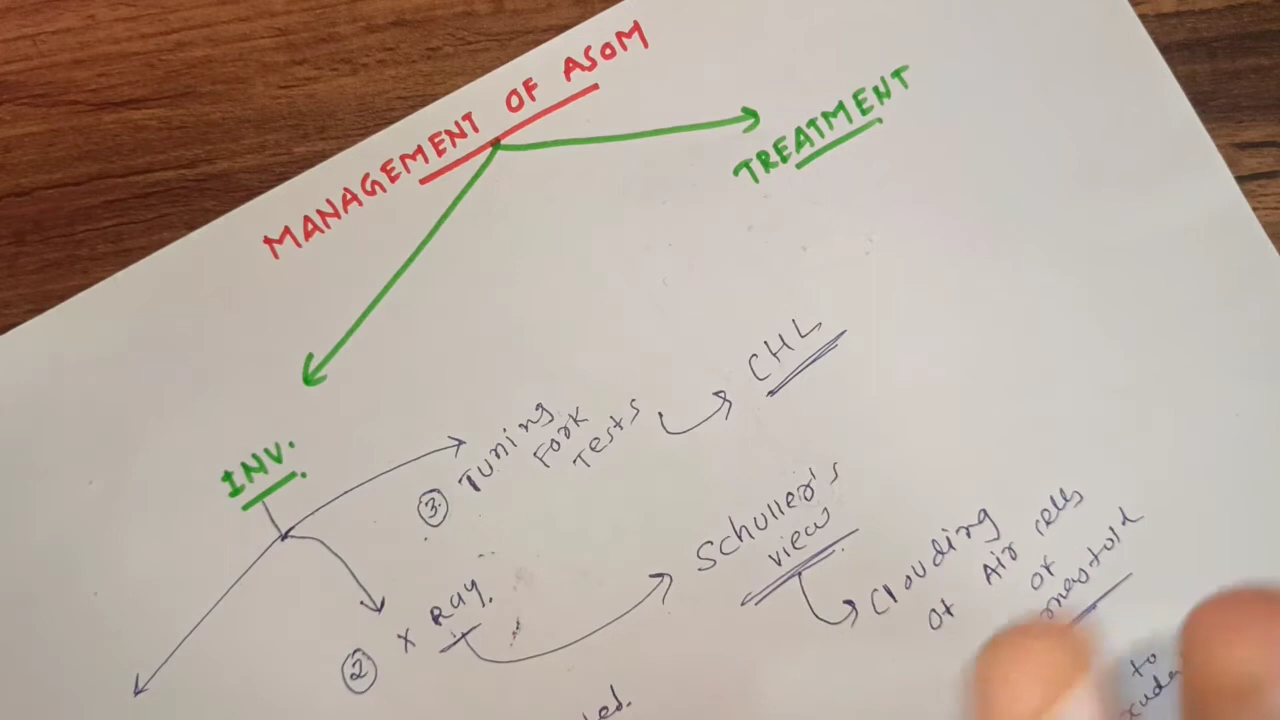 MANAGEMENT OF ASOM
TREATMENT
INV.
③ Tuning
Fork
Tests
CHL
② X Ray.
Schuller's
view
Clouding
of Air cells
of
mastoid
to